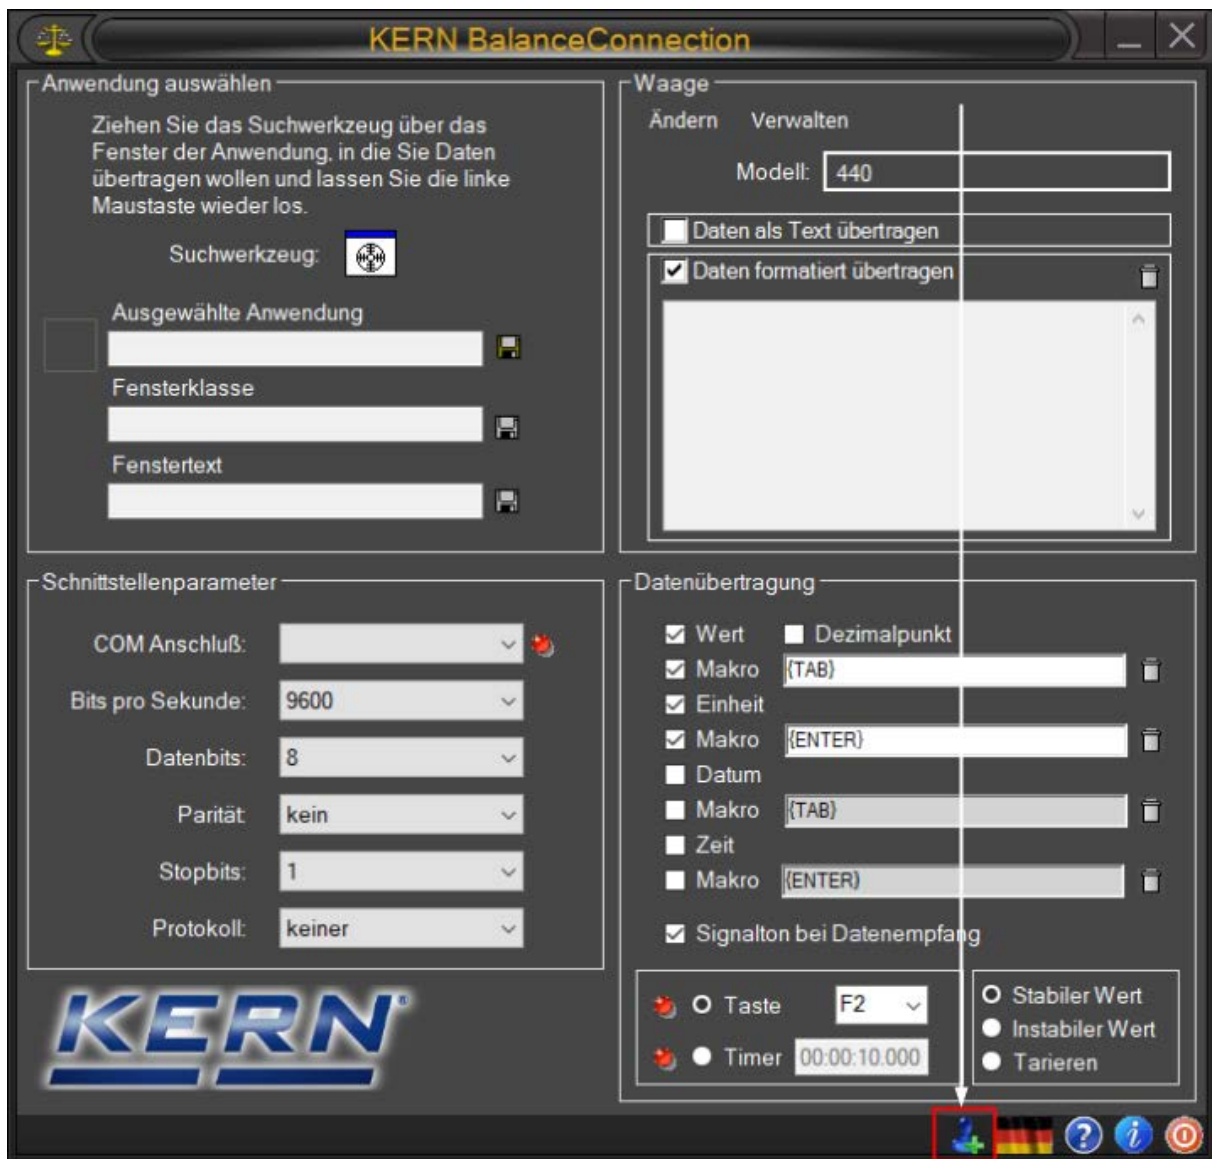 KERN BalanceConnection
Anwendung auswählen
Ziehen Sie das Suchwerkzeug über das
Fenster der Anwendung, in die Sie Daten
übertragen wollen und lassen Sie die linke
Maustaste wieder los.
Suchwerkzeug:
Ausgewählte Anwendung
Fensterklasse
Fenstertext
Waage
Ändern Verwalten
Modell: 440
Daten als Text übertragen
Daten formatiert übertragen
Schnittstellenparameter
COM Anschluß:
Bits pro Sekunde: 9600
Datenbits: 8
Parität: kein
Stopbits: 1
Protokoll: keiner
KERN
Datenübertragung
Wert Dezimalpunkt
Makro {TAB}
Einheit
Makro {ENTER}
Datum
Makro {TAB}
Zeit
Makro {ENTER}
Signalton bei Datenempfang
Taste F2
Timer 00:00:10.000
Stabiler Wert
Instabiler Wert
Tarieren